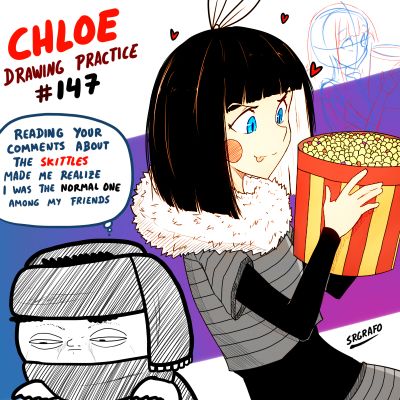 CHLOE
DRAWING PRACTICE
#147
READING YOUR
COMMENTS ABOUT
THE SKITTLES
MADE ME REALIZE
I WAS THE NORMAL ONE
AMONG MY FRIENDS
SRGRAFO